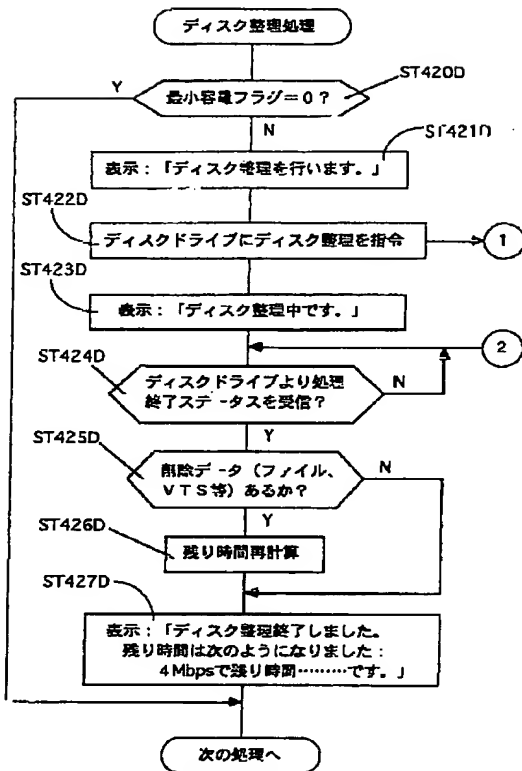 ディスク整理処理
ST420D
Y
最小容量フラグ=0?
N
ST421D
表示:「ディスク整理を行います。」
ST422D
ディスクドライブにディスク整理を指令
1
ST423D
表示:「ディスク整理中です。」
2
ST424D
ディスクドライブより処理
終了ステータスを受信?
N
Y
ST425D
削除データ(ファイル、
VTS等)あるか?
N
Y
ST426D
残り時間再計算
ST427D
表示:「ディスク整理終了しました。
残り時間は次のようになりました:
4Mbpsで残り時間………です。」
次の処理へ